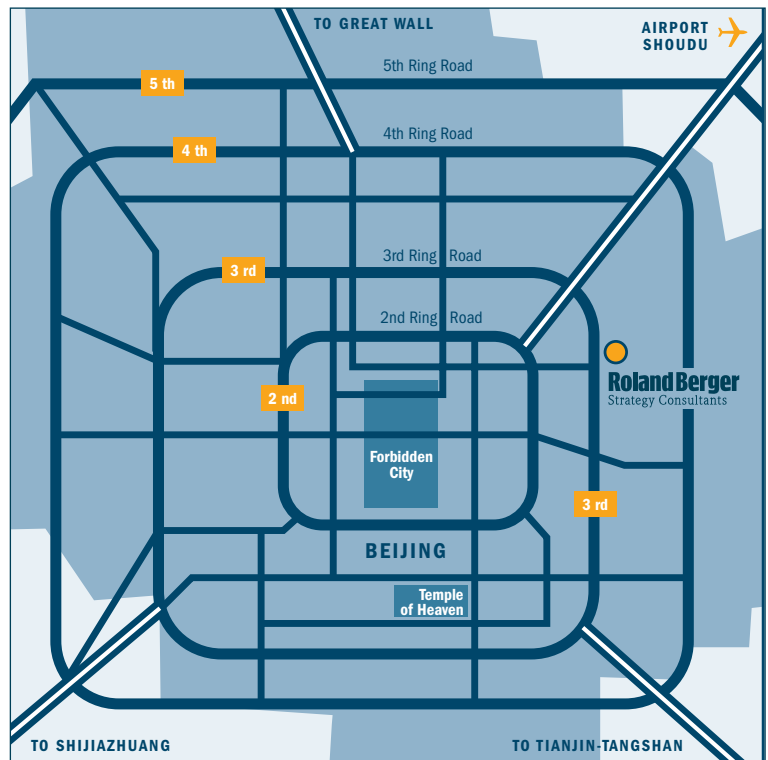 TO GREAT WALL
AIRPORT
SHOUDU
5th Ring Road
5 th
4th Ring Road
4 th
3rd Ring Road
3 rd
2nd Ring Road
Roland Berger
Strategy Consultants
2 nd
Forbidden
City
3 rd
BEIJING
Temple
of Heaven
TO SHIJIAZHUANG
TO TIANJIN-TANGSHAN